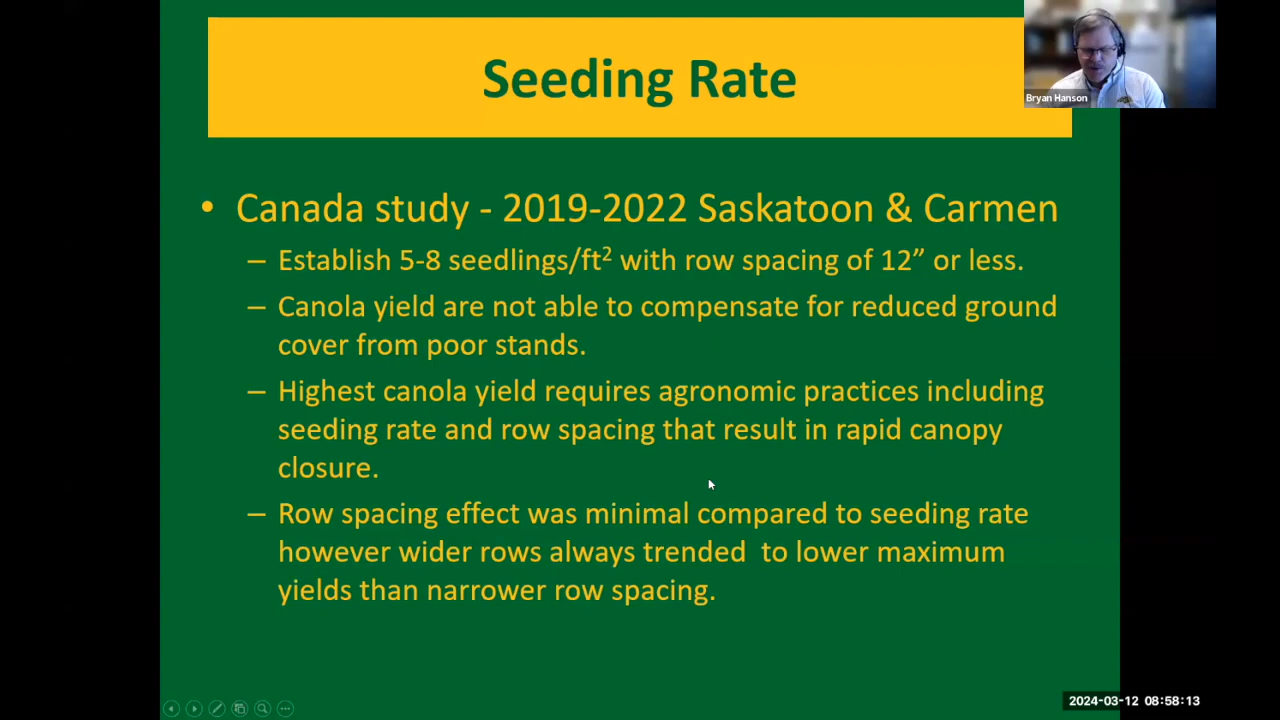 Seeding Rate
Bryan Hanson
• Canada study - 2019-2022 Saskatoon & Carmen
– Establish 5-8 seedlings/ft² with row spacing of 12” or less.
– Canola yield are not able to compensate for reduced ground
cover from poor stands.
– Highest canola yield requires agronomic practices including
seeding rate and row spacing that result in rapid canopy
closure.
– Row spacing effect was minimal compared to seeding rate
however wider rows always trended  to lower maximum
yields than narrower row spacing.
2024-03-12 08:58:13